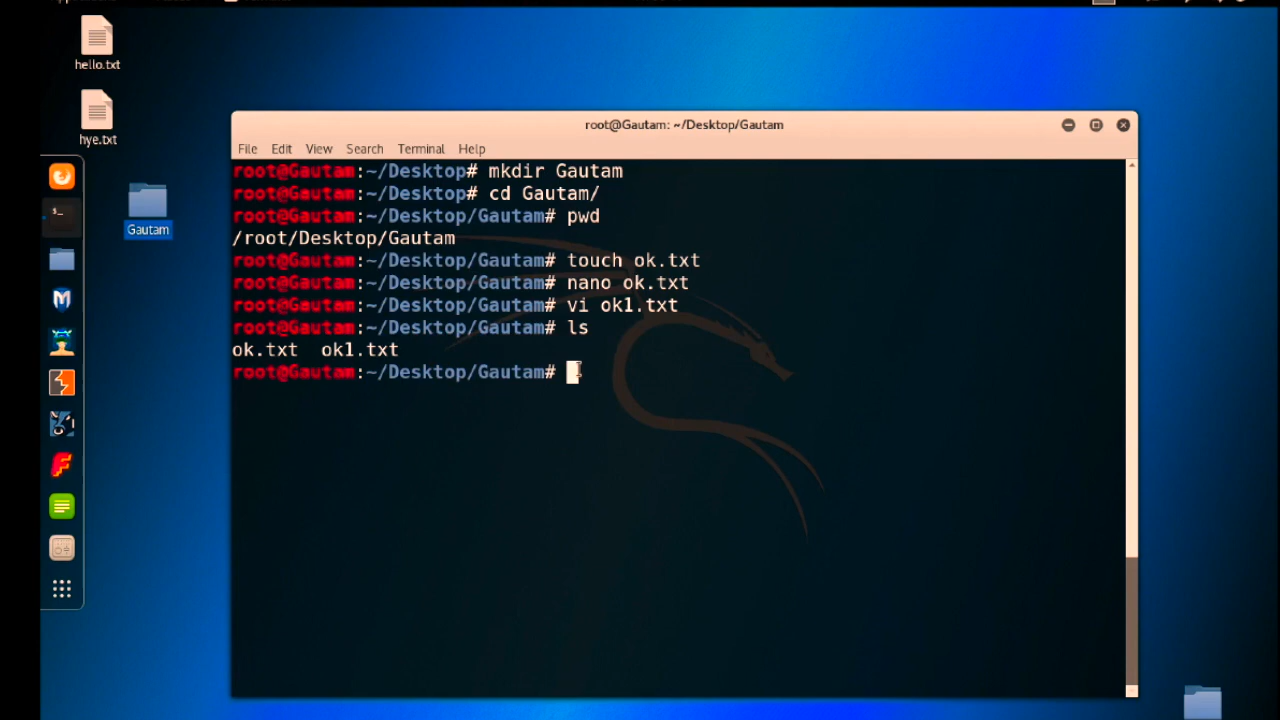 hello.txt
hye.txt
Gautam
root@Gautam: ~/Desktop/Gautam
File Edit View Search Terminal Help
root@Gautam:~/Desktop# mkdir Gautam
root@Gautam:~/Desktop# cd Gautam/
root@Gautam:~/Desktop/Gautam# pwd
/root/Desktop/Gautam
root@Gautam:~/Desktop/Gautam# touch ok.txt
root@Gautam:~/Desktop/Gautam# nano ok.txt
root@Gautam:~/Desktop/Gautam# vi ok1.txt
root@Gautam:~/Desktop/Gautam# ls
ok.txt  ok1.txt
root@Gautam:~/Desktop/Gautam#